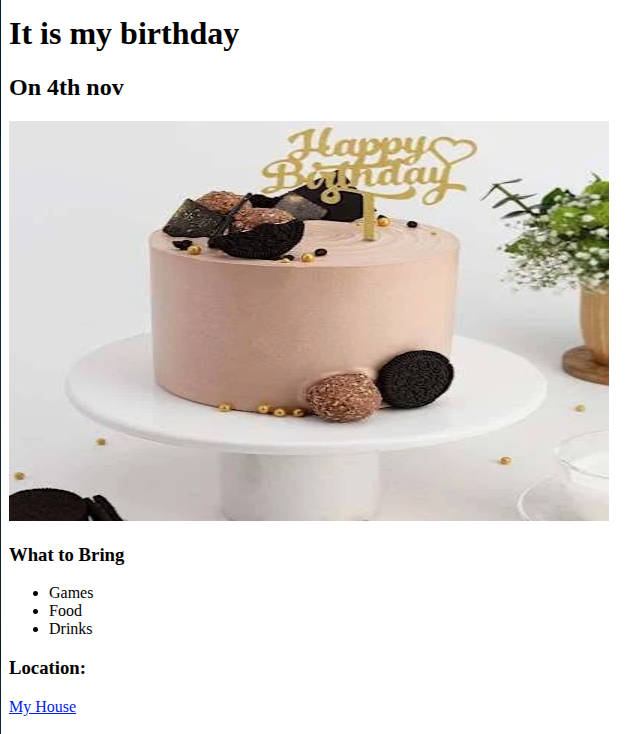 It is my birthday
On 4th nov
Happy
Birthday
What to Bring
Games
Food
Drinks
Location:
My House